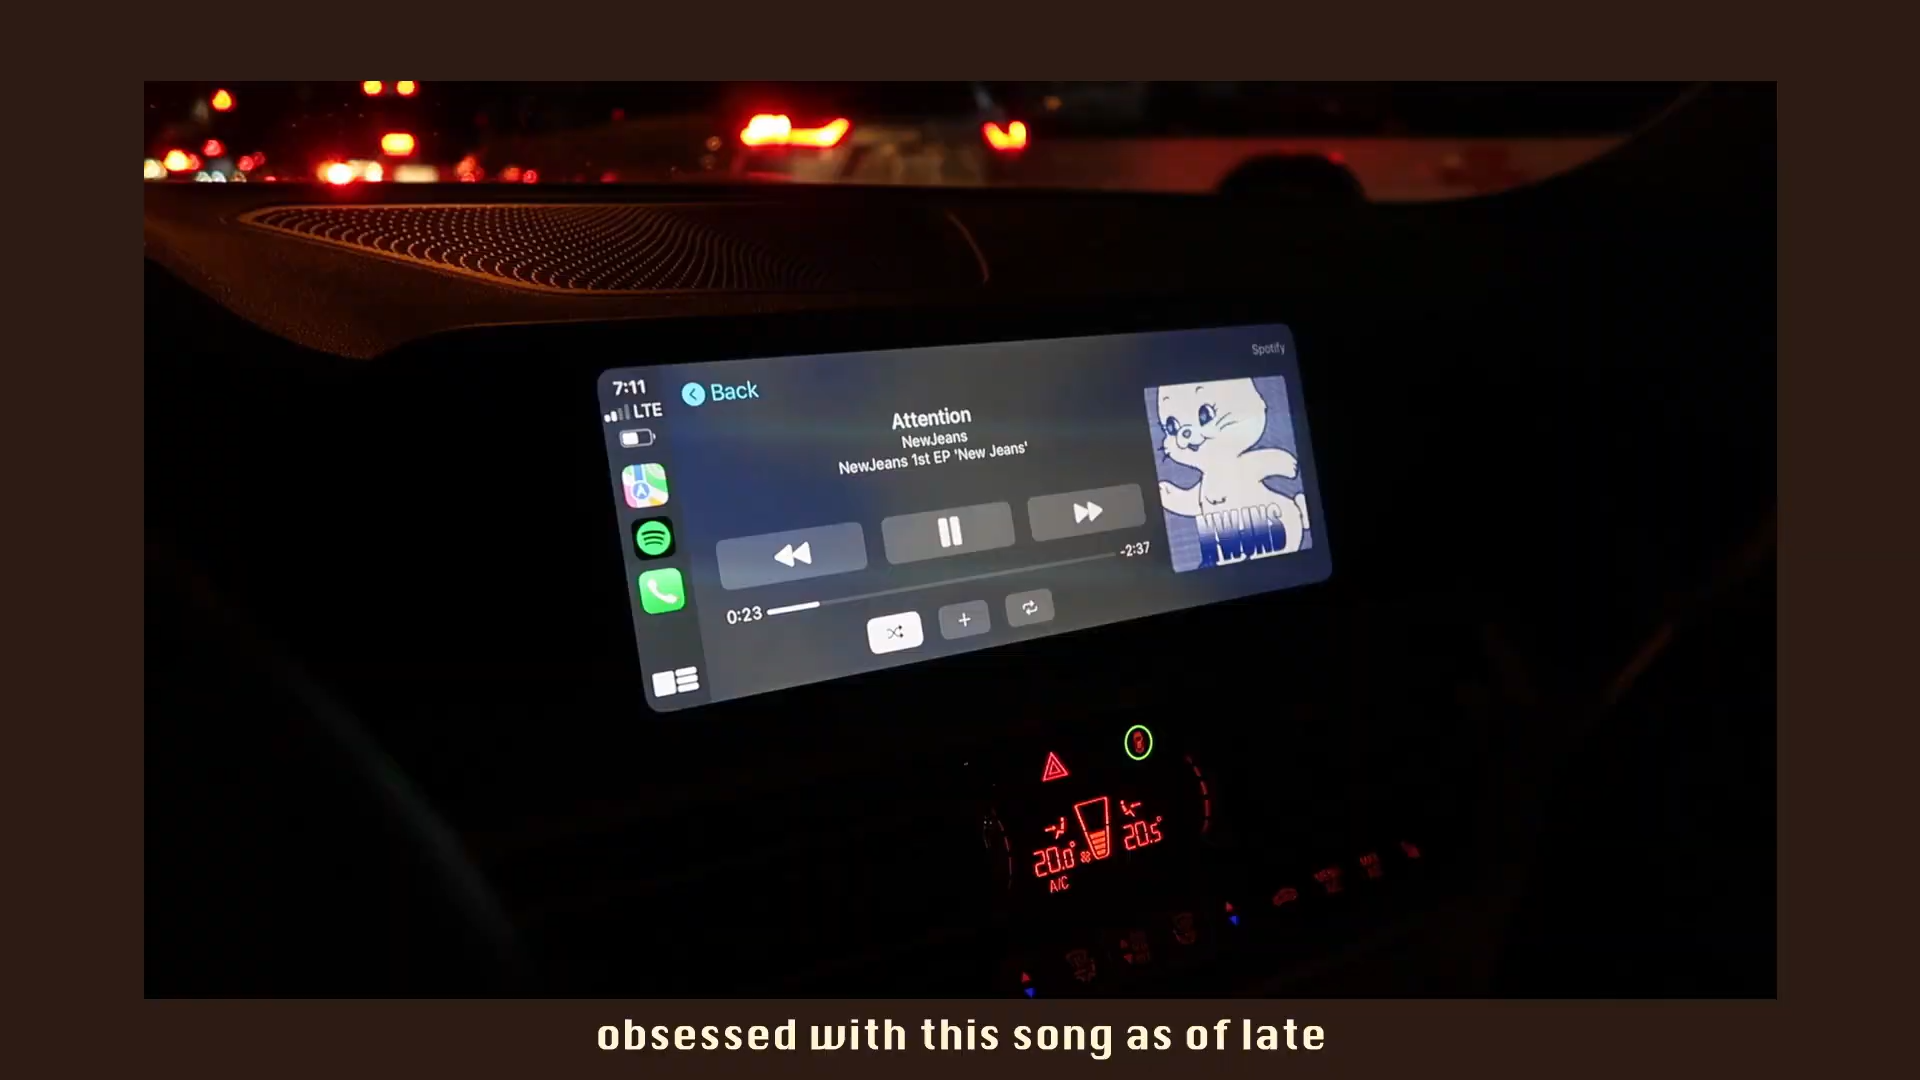 7:11
LTE
Back
Spotify
Attention
NewJeans
NewJeans 1st EP 'New Jeans'
NWJNS
0:23
-2:37
20.0°
20.5°
A/C
obsessed with this song as of late